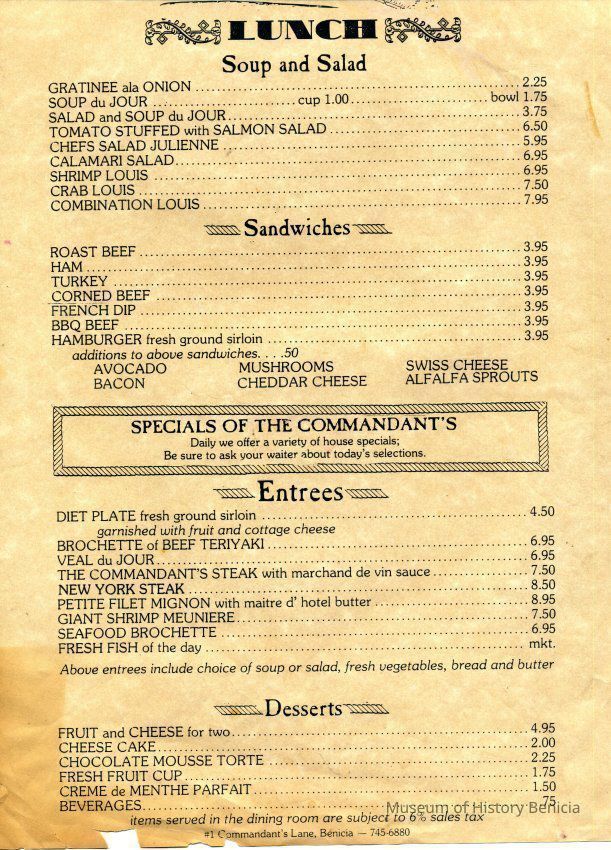 LUNCH
Soup and Salad
GRATINEE ala ONION 2.25
SOUP du JOUR cup 1.00 bowl 1.75
SALAD and SOUP du JOUR 3.75
TOMATO STUFFED with SALMON SALAD 6.50
CHEFS SALAD JULIENNE 5.95
CALAMARI SALAD 6.95
SHRIMP LOUIS 6.95
CRAB LOUIS 7.50
COMBINATION LOUIS 7.95
Sandwiches
ROAST BEEF 3.95
HAM 3.95
TURKEY 3.95
CORNED BEEF 3.95
FRENCH DIP 3.95
BBQ BEEF 3.95
HAMBURGER fresh ground sirloin 3.95
additions to above sandwiches. . . .50
AVOCADO MUSHROOMS SWISS CHEESE
BACON CHEDDAR CHEESE ALFALFA SPROUTS
SPECIALS OF THE COMMANDANT'S
Daily we offer a variety of house specials;
Be sure to ask your waiter about today's selections.
Entrees
DIET PLATE fresh ground sirloin 4.50
garnished with fruit and cottage cheese
BROCHETTE of BEEF TERIYAKI 6.95
VEAL du JOUR 6.95
THE COMMANDANT'S STEAK with marchand de vin sauce 7.50
NEW YORK STEAK 8.50
PETITE FILET MIGNON with maitre d' hotel butter 8.95
GIANT SHRIMP MEUNIERE 7.50
SEAFOOD BROCHETTE 6.95
FRESH FISH of the day mkt.
Above entrees include choice of soup or salad, fresh vegetables, bread and butter
Desserts
FRUIT and CHEESE for two 4.95
CHEESE CAKE 2.00
CHOCOLATE MOUSSE TORTE 2.25
FRESH FRUIT CUP 1.75
CREME de MENTHE PARFAIT 1.50
BEVERAGES .75
Museum of History Benicia
items served in the dining room are subject to 6% sales tax
#1 Commandant's Lane, Benicia — 745-6880